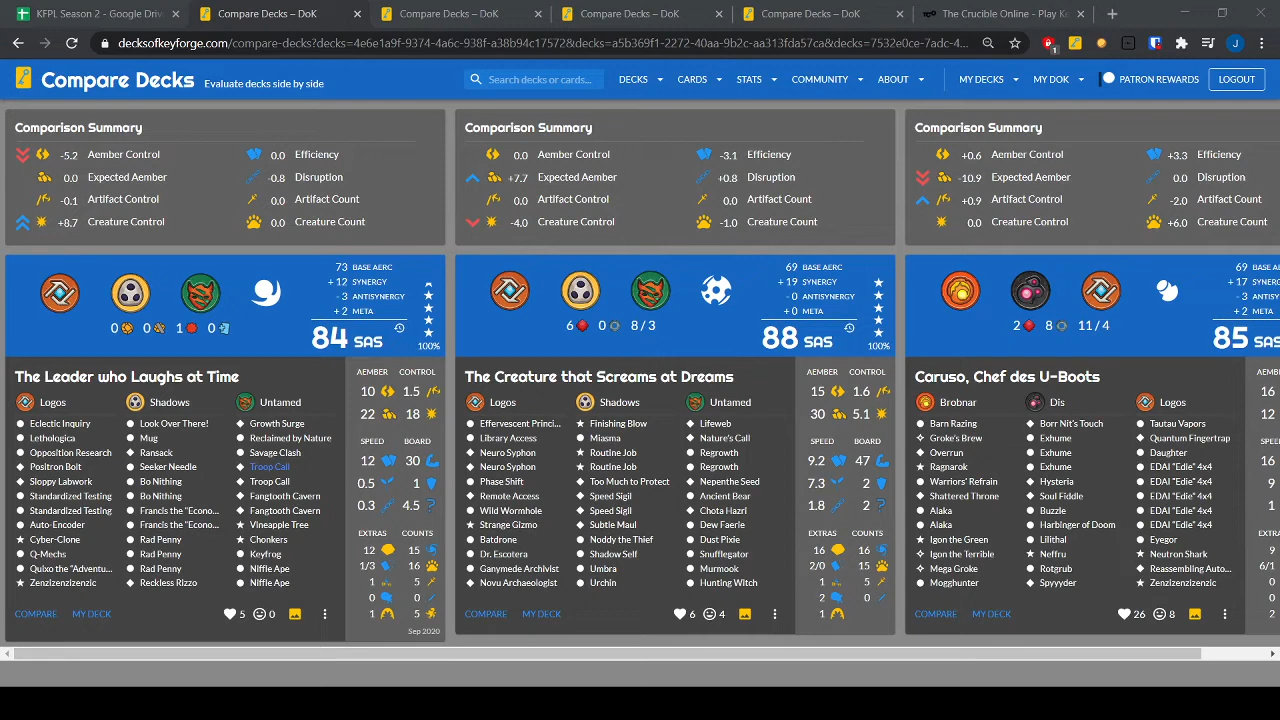 KFPL Season 2 - Google Driv
Compare Decks – DoK
Compare Decks – DoK
Compare Decks – DoK
Compare Decks – DoK
The Crucible Online - Play Ke
decksofkeyforge.com/compare-decks?decks=4e6e1a9f-9374-4a6c-938f-a38b94c17572&decks=a5b369f1-2272-40aa-9b2c-aa313fda57ca&decks=7532e0ce-7adc-4...
1
J
Compare Decks
Evaluate decks side by side
Search decks or cards...
DECKS
CARDS
STATS
COMMUNITY
ABOUT
MY DECKS
MY DOK
PATRON REWARDS
LOGOUT
Comparison Summary
-5.2 Aember Control
0.0 Efficiency
0.0 Expected Aember
-0.8 Disruption
-0.1 Artifact Control
0.0 Artifact Count
+8.7 Creature Control
0.0 Creature Count
73 BASE AERC
+ 12 SYNERGY
- 3 ANTISYNERGY
+ 2 META
0 0 1 0
84 SAS
100%
The Leader who Laughs at Time
Logos
Eclectic Inquiry
Lethologica
Opposition Research
Positron Bolt
Sloppy Labwork
Standardized Testing
Standardized Testing
Auto-Encoder
Cyber-Clone
Q-Mechs
Quixo the "Advent...
Zenzizenzizenzic
Shadows
Look Over There!
Mug
Ransack
Seeker Needle
Bo Nithing
Bo Nithing
Francis the "Econo...
Francis the "Econo...
Rad Penny
Rad Penny
Rad Penny
Reckless Rizzo
Untamed
Growth Surge
Reclaimed by Nature
Savage Clash
Troop Call
Troop Call
Fangtooth Cavern
Fangtooth Cavern
Vineapple Tree
Chonkers
Keyfrog
Niffle Ape
Niffle Ape
AEMBER CONTROL
10 1.5
22 18
SPEED BOARD
12 30
0.5 1
0.3 4.5
EXTRAS COUNTS
12 15
1/3 16
1 5
0 0
1 5
Sep 2020
COMPARE
MY DECK
5
0
Comparison Summary
0.0 Aember Control
-3.1 Efficiency
+7.7 Expected Aember
+0.8 Disruption
0.0 Artifact Control
0.0 Artifact Count
-4.0 Creature Control
-1.0 Creature Count
69 BASE AERC
+ 19 SYNERGY
- 0 ANTISYNERGY
+ 0 META
6 0 8 / 3
88 SAS
100%
The Creature that Screams at Dreams
Logos
Effervescent Princi...
Library Access
Neuro Syphon
Neuro Syphon
Phase Shift
Remote Access
Wild Wormhole
Strange Gizmo
Batdrone
Dr. Escotera
Ganymede Archivist
Novu Archaeologist
Shadows
Finishing Blow
Miasma
Routine Job
Routine Job
Too Much to Protect
Speed Sigil
Speed Sigil
Subtle Maul
Noddy the Thief
Shadow Self
Umbra
Urchin
Untamed
Lifeweb
Nature's Call
Regrowth
Regrowth
Nepenthe Seed
Ancient Bear
Chota Hazri
Dew Faerie
Dust Pixie
Snufflegator
Murmook
Hunting Witch
AEMBER CONTROL
15 1.6
30 5.1
SPEED BOARD
9.2 47
7.3 2
1.8 2
EXTRAS COUNTS
16 16
2/0 15
1 5
2 0
1
COMPARE
MY DECK
6
4
Comparison Summary
+0.6 Aember Control
+3.3 Efficiency
-10.9 Expected Aember
0.0 Disruption
+0.9 Artifact Control
-2.0 Artifact Count
0.0 Creature Control
+6.0 Creature Count
69 BASE
+ 17 SYNE
- 3 ANTI
+ 2 META
2 8 11 / 4
85 SAS
Caruso, Chef des U-Boots
Brobnar
Barn Razing
Groke's Brew
Overrun
Ragnarok
Warriors' Refrain
Shattered Throne
Alaka
Alaka
Igon the Green
Igon the Terrible
Mega Groke
Mogghunter
Dis
Born Nit's Touch
Exhume
Exhume
Exhume
Hysteria
Soul Fiddle
Buzzle
Harbinger of Doom
Lilithal
Neffru
Rotgrub
Spyyyder
Logos
Tautau Vapors
Quantum Fingertrap
Daughter
EDAI "Edie" 4x4
EDAI "Edie" 4x4
EDAI "Edie" 4x4
EDAI "Edie" 4x4
EDAI "Edie" 4x4
Eyegor
Neutron Shark
Reassembling Auto...
Zenzizenzizenzic
AEM
16
12
SPE
16
9
1
EXT
9
6/1
0
0
2
COMPARE
MY DECK
26
8